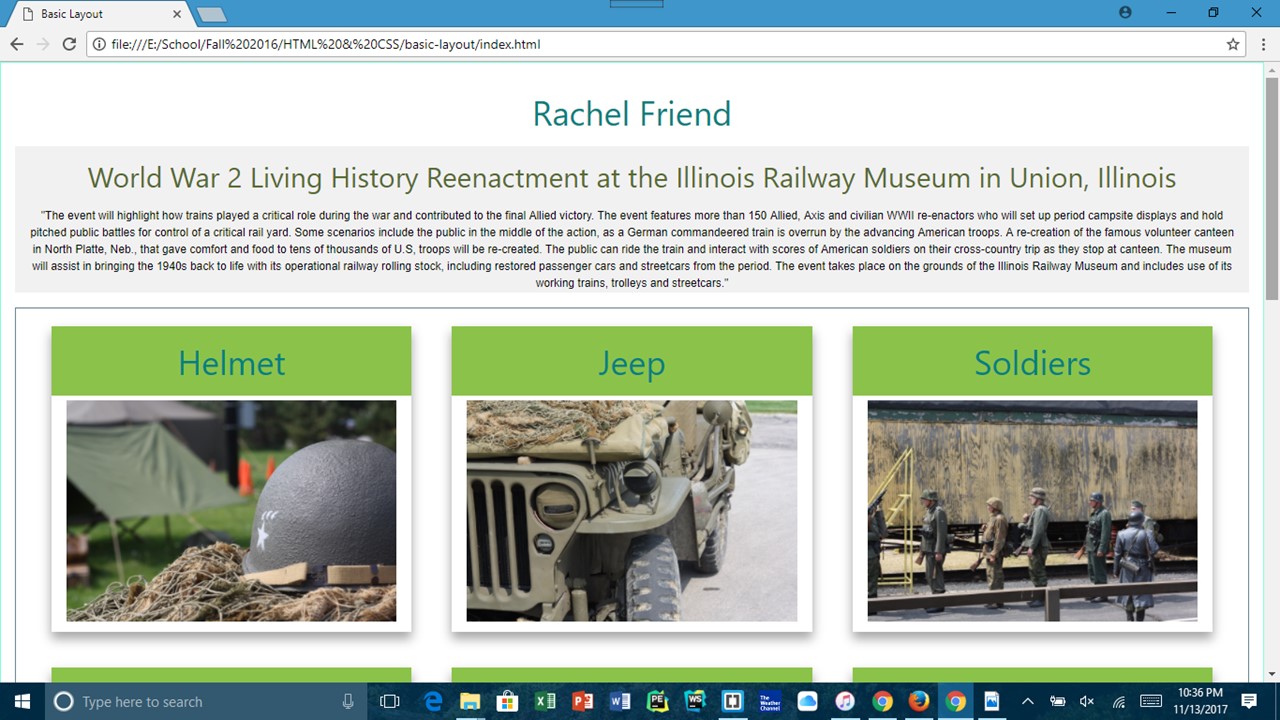 Basic Layout
file:///E:/School/Fall%202016/HTML%20&%20CSS/basic-layout/index.html
Rachel Friend
World War 2 Living History Reenactment at the Illinois Railway Museum in Union, Illinois
"The event will highlight how trains played a critical role during the war and contributed to the final Allied victory. The event features more than 150 Allied, Axis and civilian WWII re-enactors who will set up period campsite displays and hold
pitched public battles for control of a critical rail yard. Some scenarios include the public in the middle of the action, as a German commandeered train is overrun by the advancing American troops. A re-creation of the famous volunteer canteen
in North Platte, Neb., that gave comfort and food to tens of thousands of U.S, troops will be re-created. The public can ride the train and interact with scores of American soldiers on their cross-country trip as they stop at canteen. The museum
will assist in bringing the 1940s back to life with its operational railway rolling stock, including restored passenger cars and streetcars from the period. The event takes place on the grounds of the Illinois Railway Museum and includes use of its
working trains, trolleys and streetcars."
Helmet
Jeep
Soldiers
Type here to search
PE
WS
The Weather Channel
10:36 PM
11/13/2017